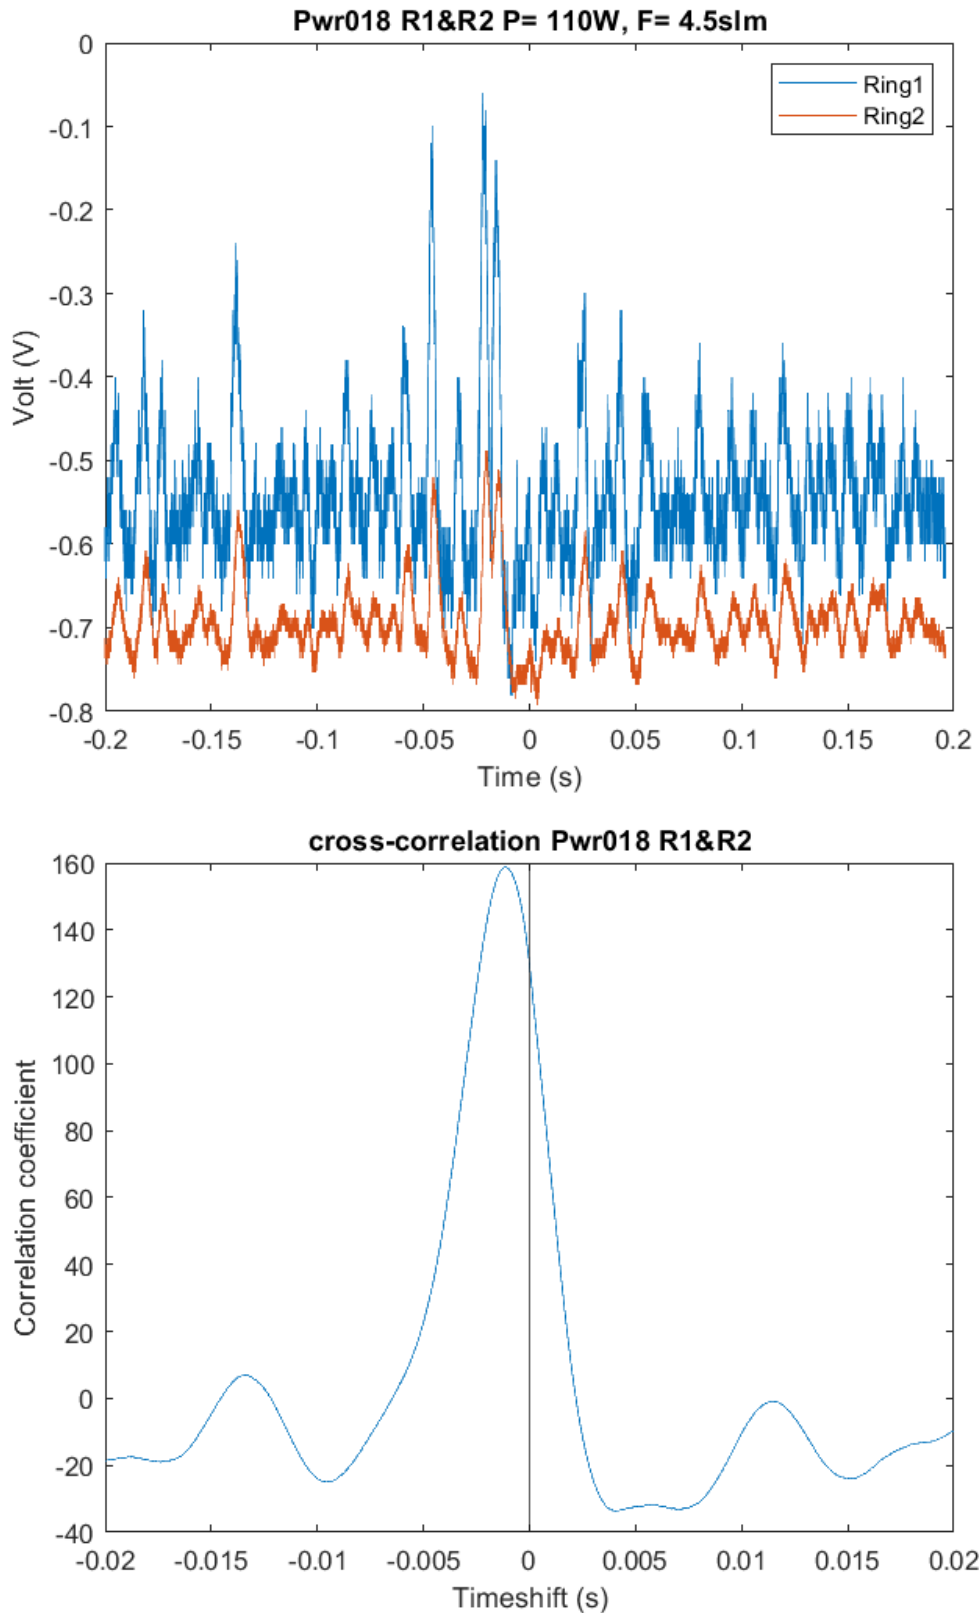 Pwr018 R1&R2 P= 110W, F= 4.5slm
0
-0.1
-0.2
-0.3
-0.4
-0.5
-0.6
-0.7
-0.8
Volt (V)
Ring1
Ring2
-0.2 -0.15 -0.1 -0.05 0 0.05 0.1 0.15 0.2
Time (s)
cross-correlation Pwr018 R1&R2
160
140
120
100
80
60
40
20
0
-20
-40
Correlation coefficient
-0.02 -0.015 -0.01 -0.005 0 0.005 0.01 0.015 0.02
Timeshift (s)